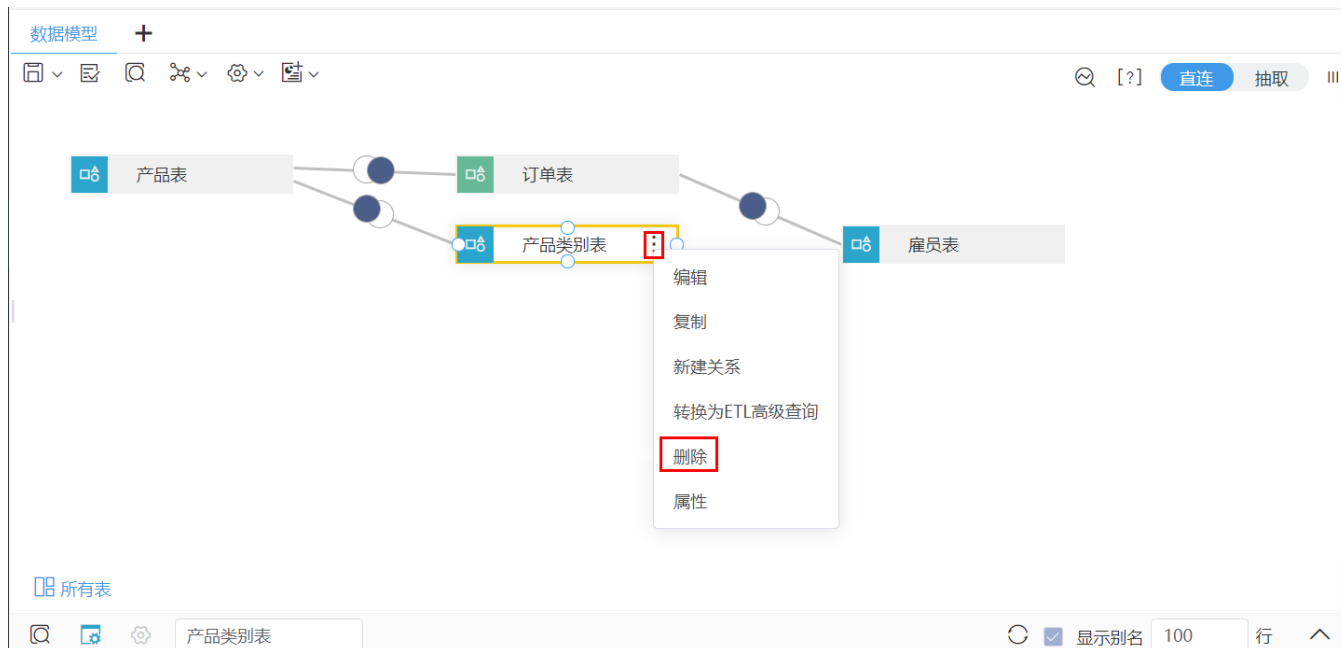 数据模型 +
[?] 直连 抽取
产品表 订单表
产品类别表 雇员表
编辑
复制
新建关系
转换为ETL高级查询
删除
属性
所有表
产品类别表 显示别名 100 行